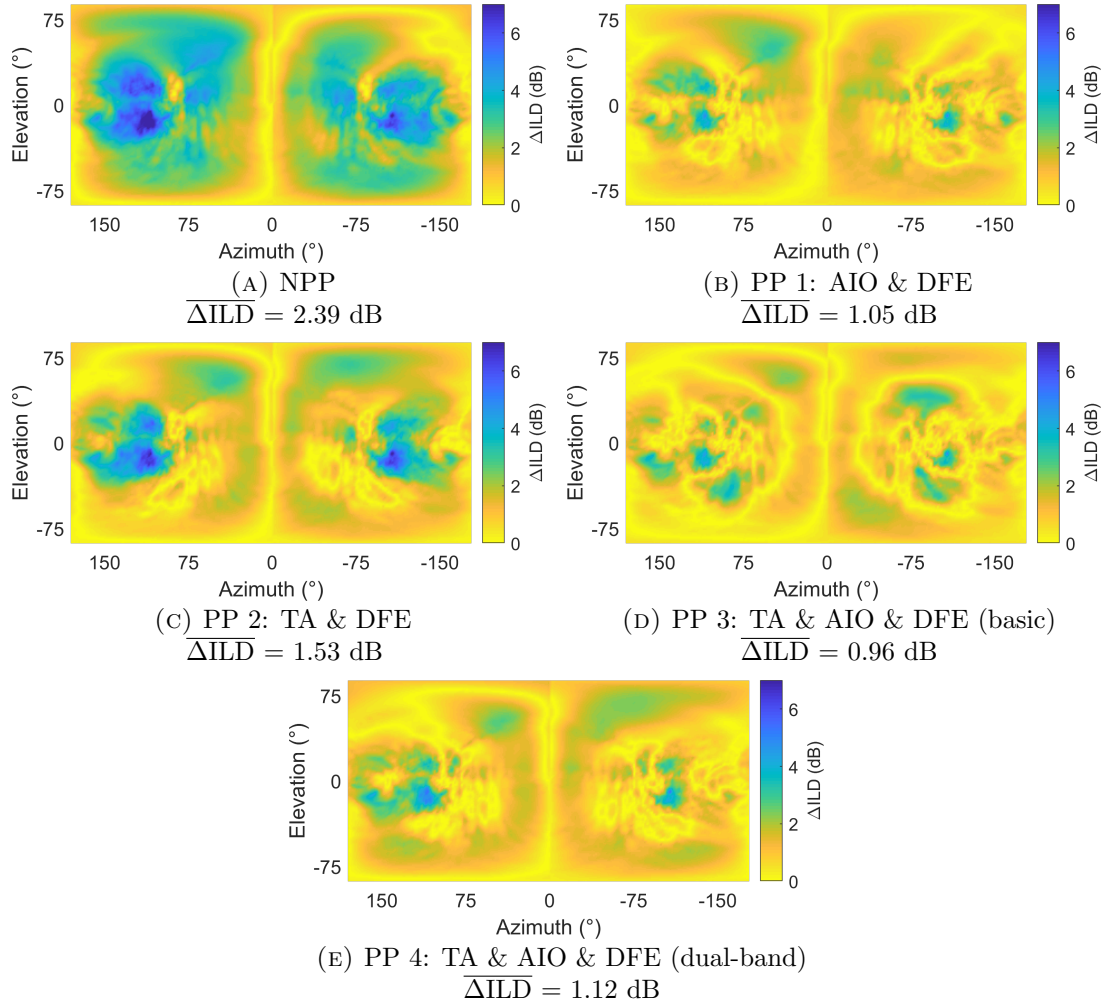 75
0
-75
Elevation (°)
150 75 0 -75 -150
Azimuth (°)
6
4
2
0
ΔILD (dB)
(A) NPP
ΔILD = 2.39 dB
75
0
-75
Elevation (°)
150 75 0 -75 -150
Azimuth (°)
6
4
2
0
ΔILD (dB)
(B) PP 1: AIO & DFE
ΔILD = 1.05 dB
75
0
-75
Elevation (°)
150 75 0 -75 -150
Azimuth (°)
6
4
2
0
ΔILD (dB)
(C) PP 2: TA & DFE
ΔILD = 1.53 dB
75
0
-75
Elevation (°)
150 75 0 -75 -150
Azimuth (°)
6
4
2
0
ΔILD (dB)
(D) PP 3: TA & AIO & DFE (basic)
ΔILD = 0.96 dB
75
0
-75
Elevation (°)
150 75 0 -75 -150
Azimuth (°)
6
4
2
0
ΔILD (dB)
(E) PP 4: TA & AIO & DFE (dual-band)
ΔILD = 1.12 dB